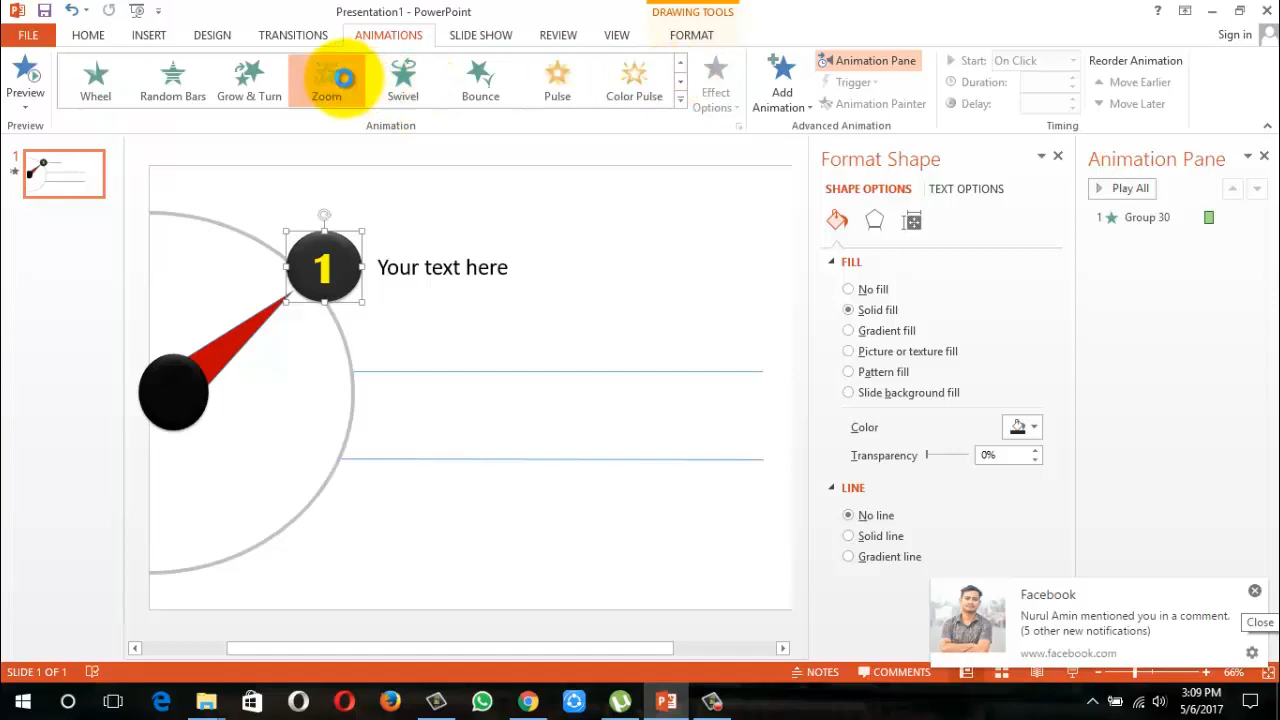 Presentation1 - PowerPoint
DRAWING TOOLS
?
FILE
HOME
INSERT
DESIGN
TRANSITIONS
ANIMATIONS
SLIDE SHOW
REVIEW
VIEW
FORMAT
Sign in
Preview
Wheel
Random Bars
Grow & Turn
Zoom
Swivel
Bounce
Pulse
Color Pulse
Effect
Options
Add
Animation
Animation Pane
Trigger
Animation Painter
Start: On Click
Duration:
Delay:
Reorder Animation
Move Earlier
Move Later
Preview
Animation
Advanced Animation
Timing
1
1
Your text here
Format Shape
SHAPE OPTIONS
TEXT OPTIONS
FILL
No fill
Solid fill
Gradient fill
Picture or texture fill
Pattern fill
Slide background fill
Color
Transparency 0%
LINE
No line
Solid line
Gradient line
Animation Pane
Play All
1 Group 30
Facebook
Nurul Amin mentioned you in a comment.
(5 other new notifications)
www.facebook.com
Close
SLIDE 1 OF 1
NOTES
COMMENTS
66%
3:09 PM
5/6/2017